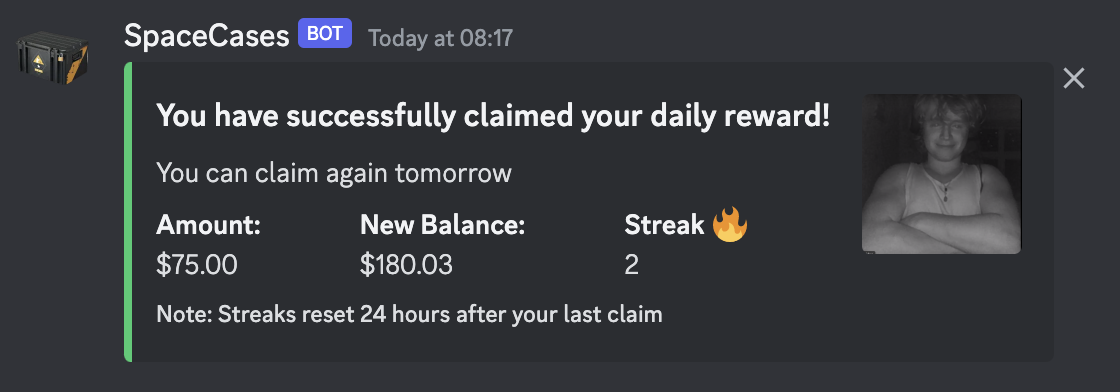 SpaceCases BOT Today at 08:17
You have successfully claimed your daily reward!
You can claim again tomorrow
Amount: New Balance: Streak 🔥
$75.00 $180.03 2
Note: Streaks reset 24 hours after your last claim